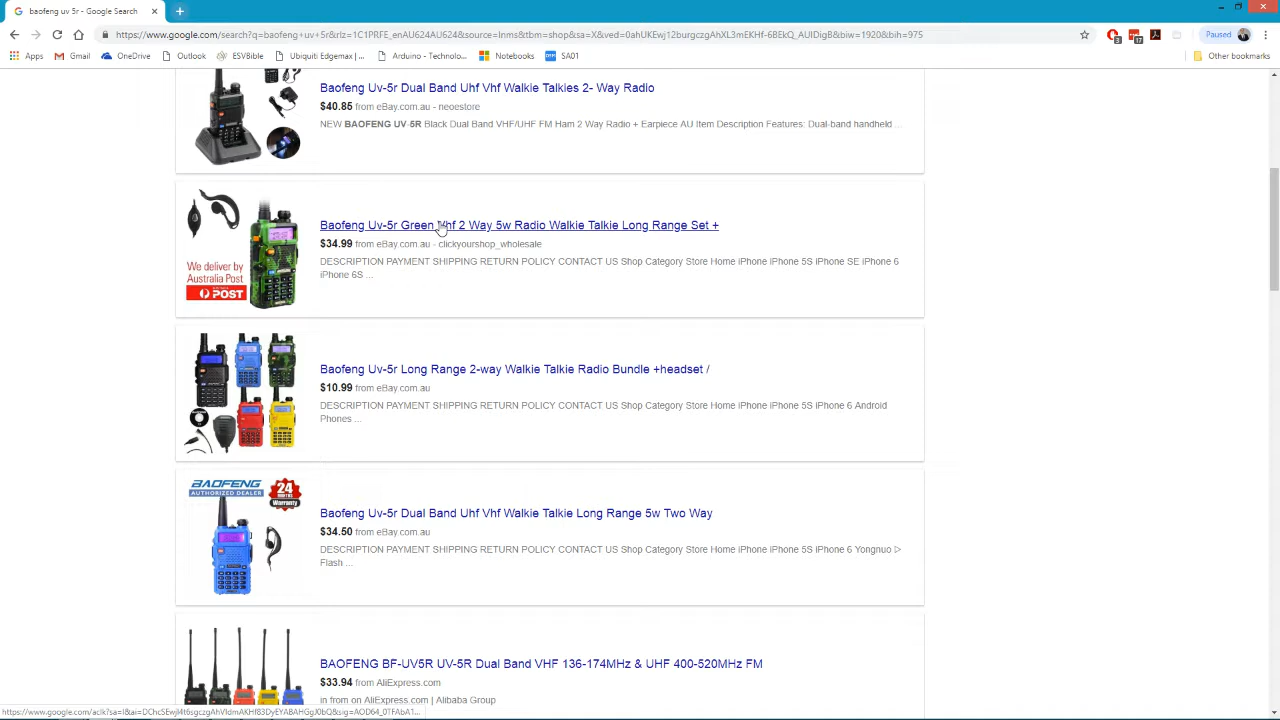 baofeng uv 5r - Google Search
https://www.google.com/search?q=baofeng+uv+5r&rlz=1C1PRFE_enAU624AU624&source=lnms&tbm=shop&sa=X&ved=0ahUKEwj12burgczgAhXL3mEKHf-6BEkQ_AUIDigB&biw=1920&bih=975
Paused
Apps Gmail OneDrive Outlook ESVBible Ubiquiti Edgemax/... Arduino - Technolo... Notebooks SA01 Other bookmarks
Baofeng Uv-5r Dual Band Uhf Vhf Walkie Talkies 2- Way Radio
$40.85 from eBay.com.au - neoestore
NEW BAOFENG UV-5R Black Dual Band VHF/UHF FM Ham 2 Way Radio + Earpiece AU Item Description Features: Dual-band handheld ...
Baofeng Uv-5r Green Vhf 2 Way 5w Radio Walkie Talkie Long Range Set +
$34.99 from eBay.com.au - clickyourshop_wholesale
DESCRIPTION PAYMENT SHIPPING RETURN POLICY CONTACT US Shop Category Store Home iPhone iPhone 5S iPhone SE iPhone 6
iPhone 6S ...
We deliver by
Australia Post
POST
Baofeng Uv-5r Long Range 2-way Walkie Talkie Radio Bundle +headset /
$10.99 from eBay.com.au
DESCRIPTION PAYMENT SHIPPING RETURN POLICY CONTACT US Shop Category Store Home iPhone iPhone 5S iPhone 6 Android
Phones ...
BAOFENG
AUTHORIZED DEALER
24
MONTHS
Warranty
Baofeng Uv-5r Dual Band Uhf Vhf Walkie Talkie Long Range 5w Two Way
$34.50 from eBay.com.au
DESCRIPTION PAYMENT SHIPPING RETURN POLICY CONTACT US Shop Category Store Home iPhone iPhone 5S iPhone 6 Yongnuo ▷
Flash ...
BAOFENG BF-UV5R UV-5R Dual Band VHF 136-174MHz & UHF 400-520MHz FM
$33.94 from AliExpress.com
in from on AliExpress.com | Alibaba Group